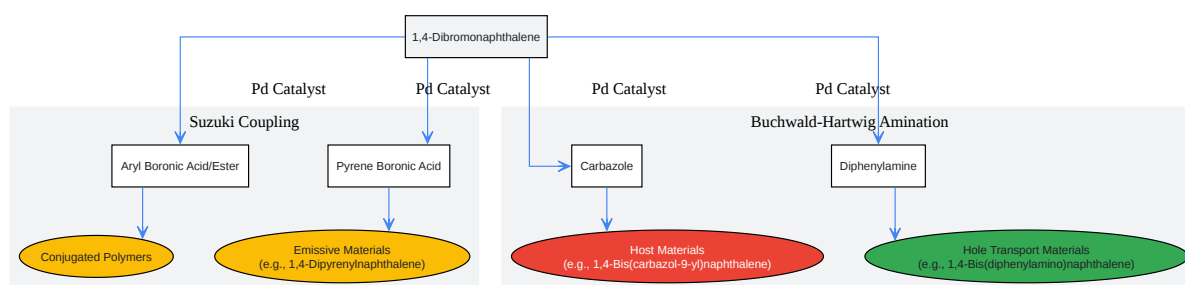 1,4-Dibromonaphthalene
Pd Catalyst
Pd Catalyst
Pd Catalyst
Pd Catalyst
Suzuki Coupling
Buchwald-Hartwig Amination
Aryl Boronic Acid/Ester
Pyrene Boronic Acid
Carbazole
Diphenylamine
Conjugated Polymers
Emissive Materials
(e.g., 1,4-Dipyrenylnaphthalene)
Host Materials
(e.g., 1,4-Bis(carbazol-9-yl)naphthalene)
Hole Transport Materials
(e.g., 1,4-Bis(diphenylamino)naphthalene)